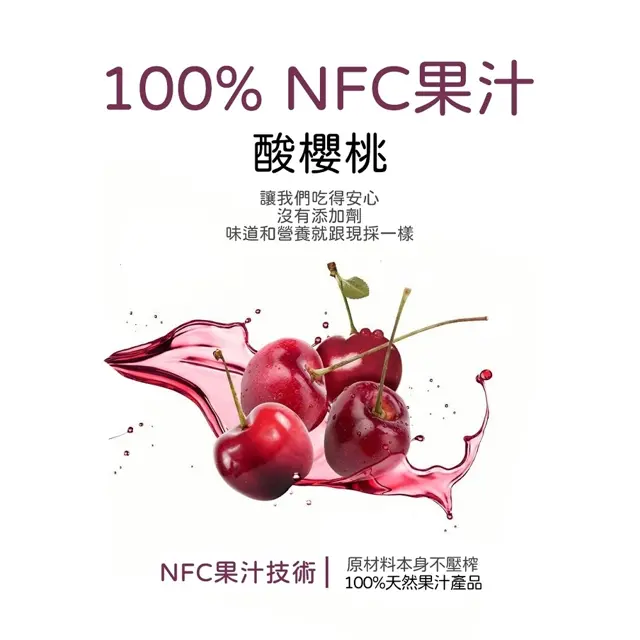 100% NFC果汁
酸櫻桃
讓我們吃得安心
沒有添加劑
味道和營養就跟現採一樣
NFC果汁技術
原材料本身不壓榨
100%天然果汁產品